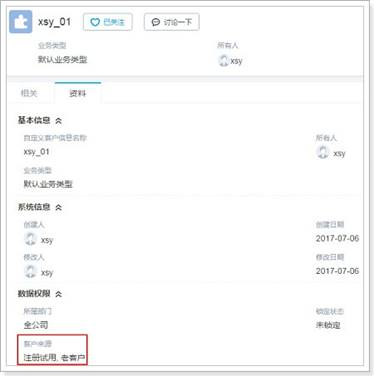 xsy_01 已关注 讨论一下
业务类型 所有人
默认业务类型 xsy
相关 资料
基本信息
自定义客户信息名称 所有人
xsy_01 xsy
业务类型
默认业务类型
系统信息
创建人 创建日期
xsy 2017-07-06
修改人 修改日期
xsy 2017-07-06
数据权限
所属部门 锁定状态
全公司 未锁定
客户来源
注册试用, 老客户